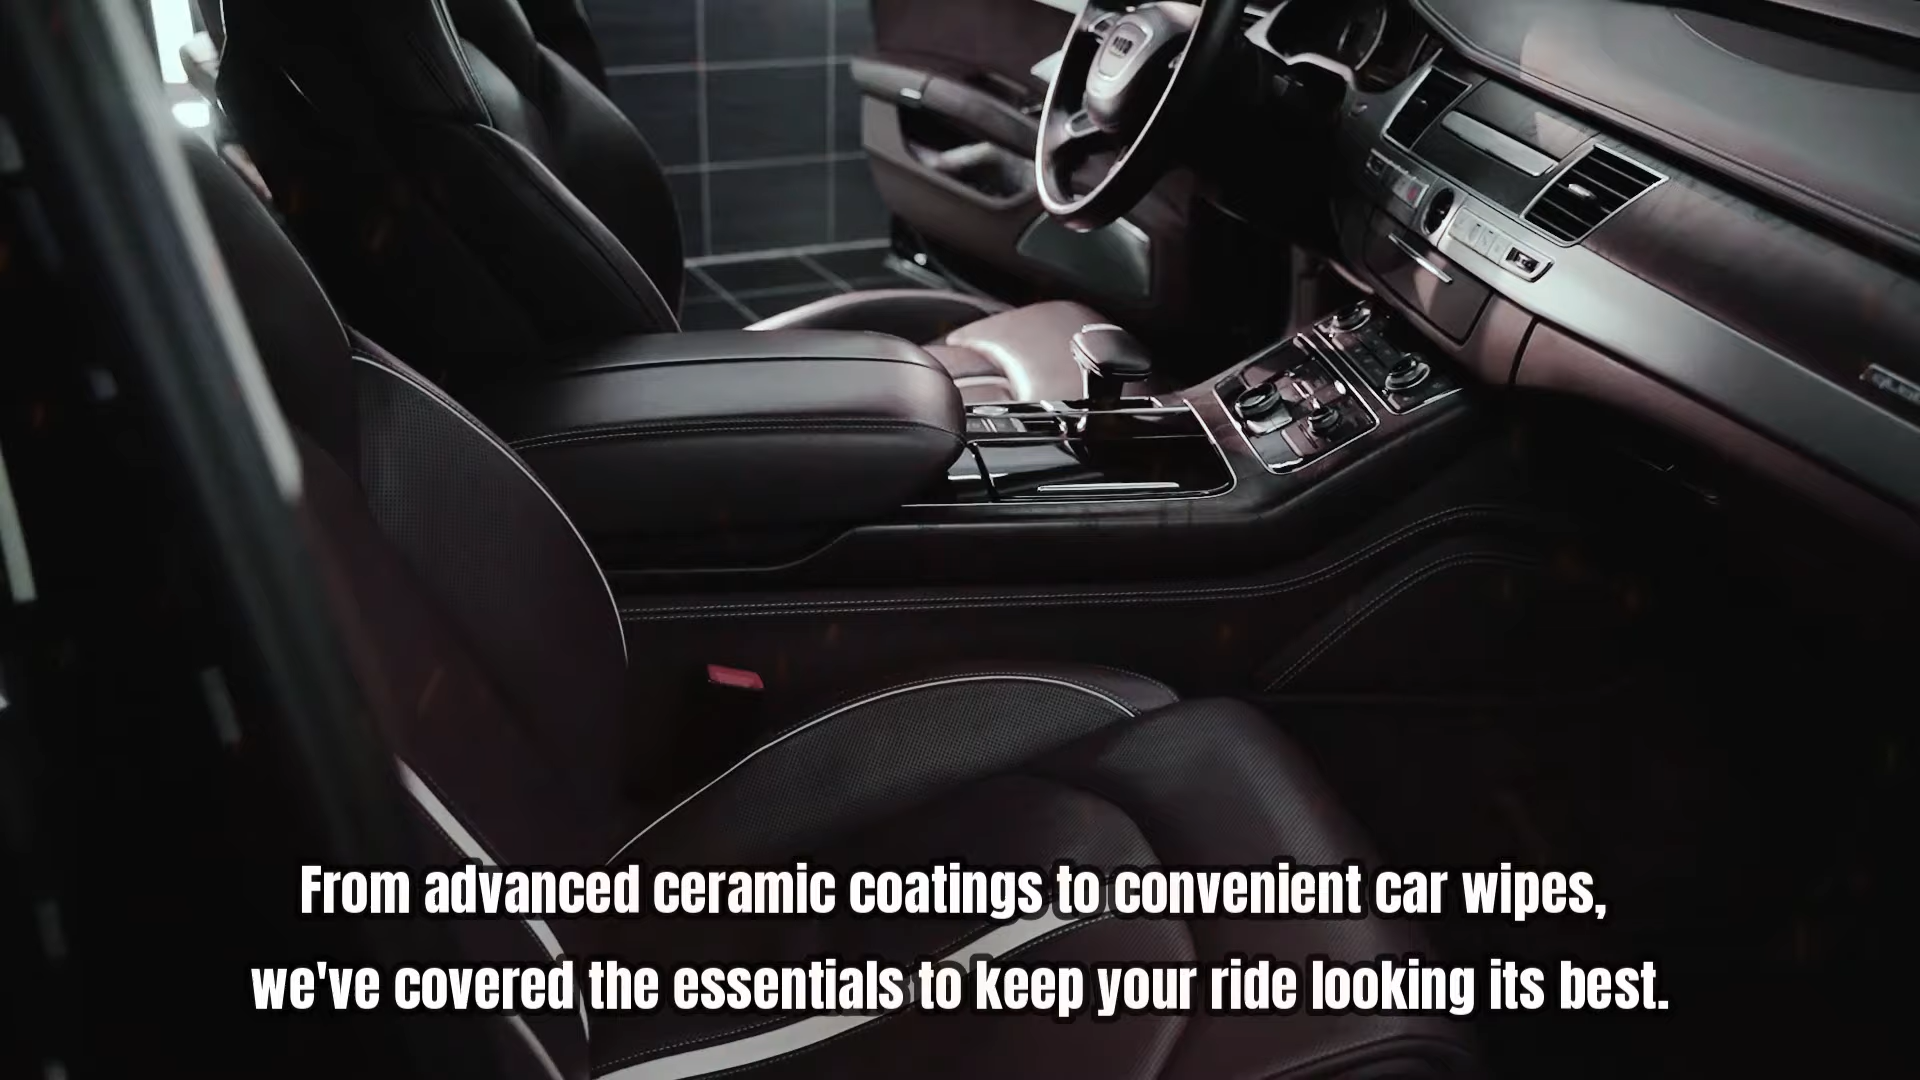 From advanced ceramic coatings to convenient car wipes,
we've covered the essentials to keep your ride looking its best.